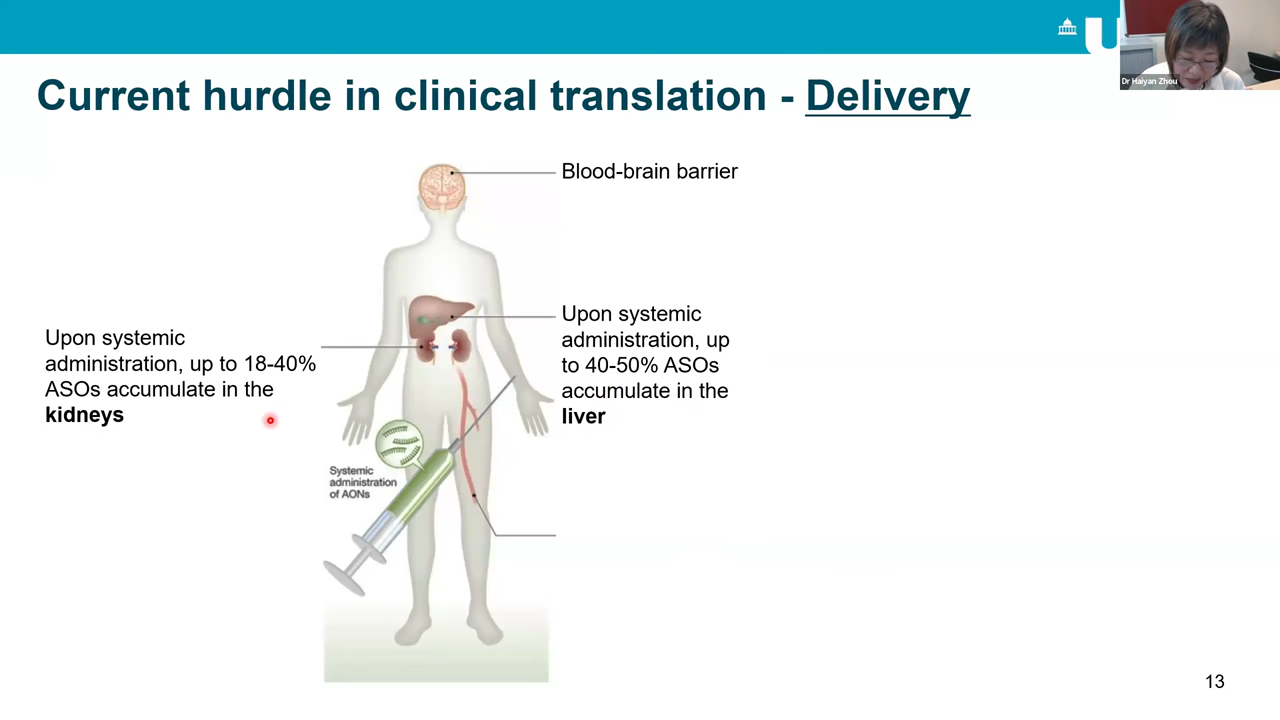 U
Dr Haiyan Zhou
Current hurdle in clinical translation - Delivery
Blood-brain barrier
Upon systemic
administration, up to 18-40%
ASOs accumulate in the
kidneys
Upon systemic
administration, up
to 40-50% ASOs
accumulate in the
liver
Systemic
administration
of AONs
13